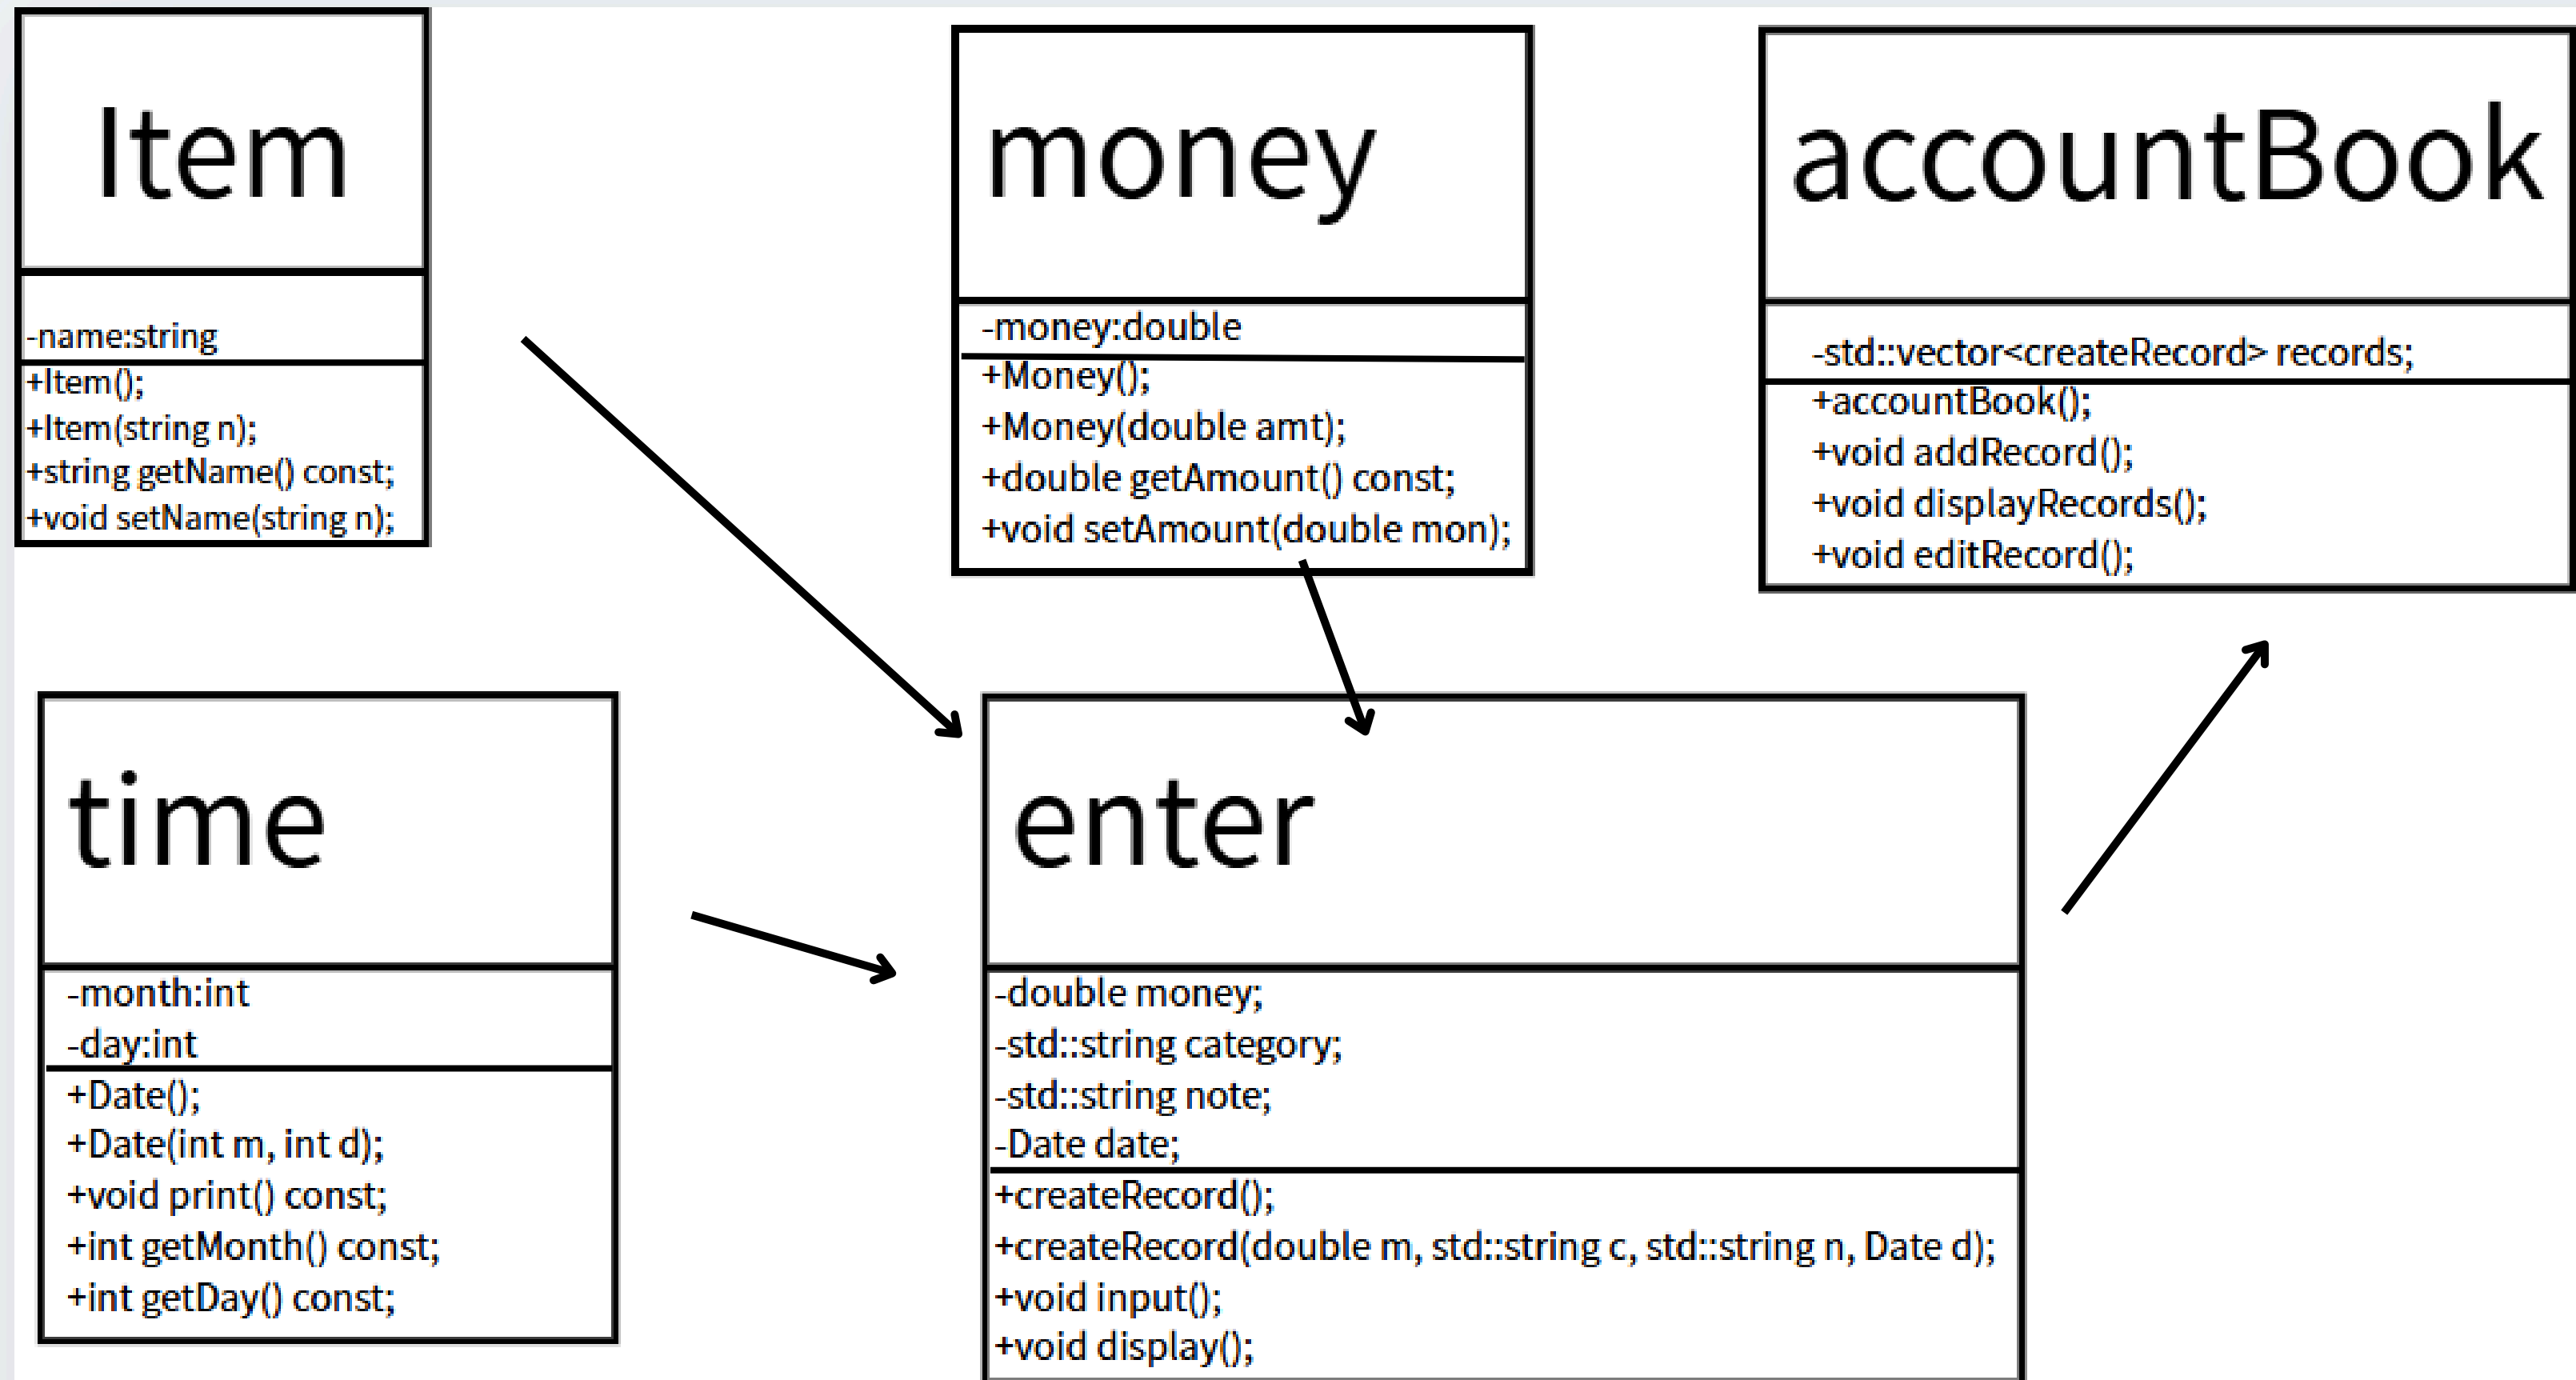 Item
-name:string
+Item();
+Item(string n);
+string getName() const;
+void setName(string n);
money
-money:double
+Money();
+Money(double amt);
+double getAmount() const;
+void setAmount(double mon);
accountBook
-std::vector<createRecord> records;
+accountBook();
+void addRecord();
+void displayRecords();
+void editRecord();
time
-month:int
-day:int
+Date();
+Date(int m, int d);
+void print() const;
+int getMonth() const;
+int getDay() const;
enter
-double money;
-std::string category;
-std::string note;
-Date date;
+createRecord();
+createRecord(double m, std::string c, std::string n, Date d);
+void input();
+void display();